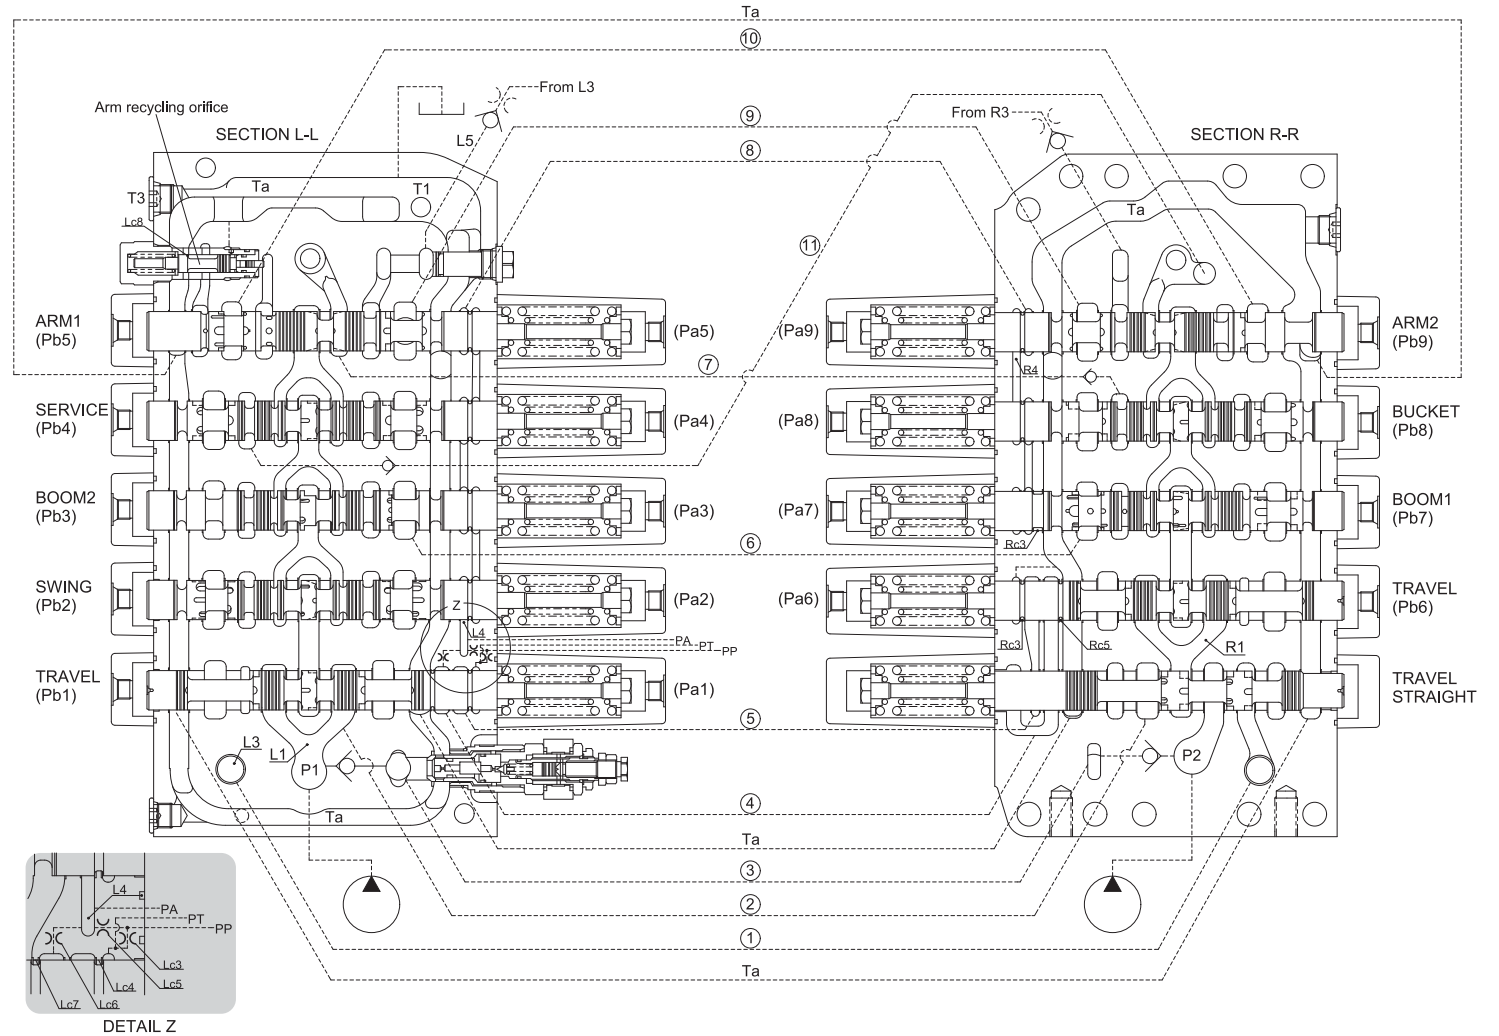 Ta
⑩
From L3
Arm recycling orifice
From R3
⑨
SECTION L-L
L5
SECTION R-R
⑧
Ta
T1
T3
Ta
Lc8
⑪
ARM1
(Pb5)
(Pa5)
(Pa9)
ARM2
(Pb9)
⑦
R4
SERVICE
(Pb4)
(Pa4)
(Pa8)
BUCKET
(Pb8)
BOOM2
(Pb3)
(Pa3)
(Pa7)
BOOM1
(Pb7)
⑥
Rc3
SWING
(Pb2)
(Pa2)
(Pa6)
TRAVEL
(Pb6)
Z
L4
PA
PT
PP
Rc3
Rc5
R1
TRAVEL
(Pb1)
(Pa1)
TRAVEL
STRAIGHT
⑤
L3
L1
P1
P2
④
Ta
Ta
③
L4
PA
PT
PP
②
①
Lc3
Lc5
Lc4
Lc7
Lc6
Ta
DETAIL Z